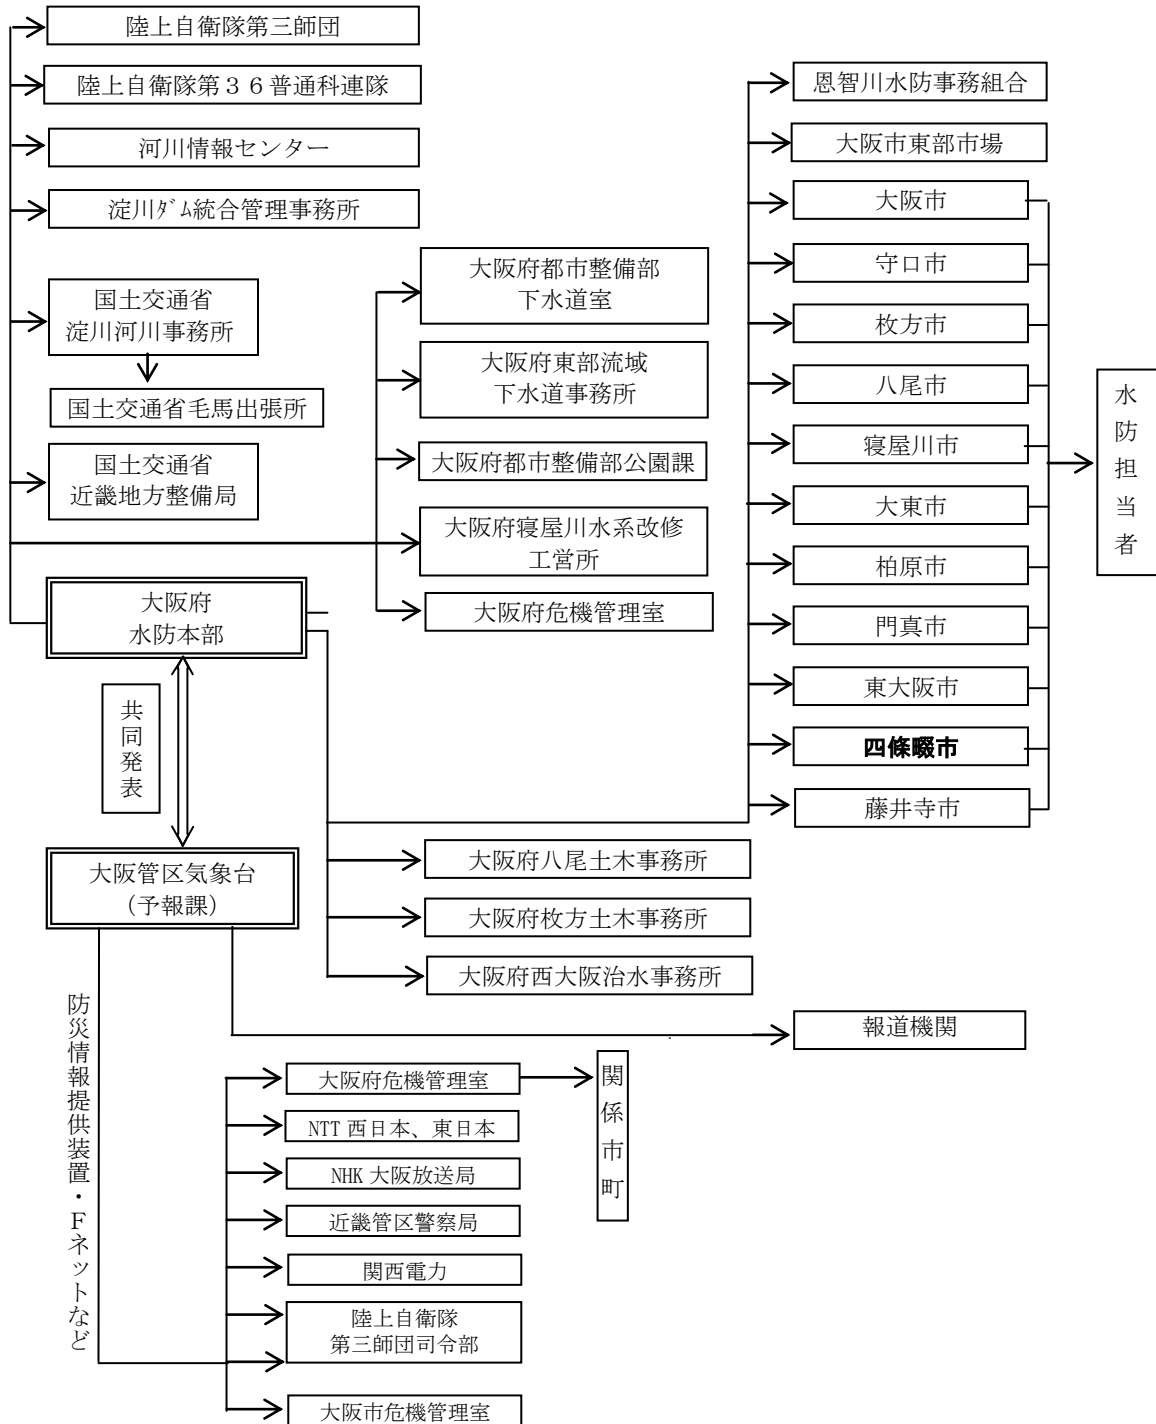 陸上自衛隊第三師団
陸上自衛隊第３６普通科連隊
河川情報センター
淀川ﾀﾞﾑ統合管理事務所
国土交通省
淀川河川事務所
国土交通省毛馬出張所
国土交通省
近畿地方整備局
大阪府都市整備部
下水道室
大阪府東部流域
下水道事務所
大阪府都市整備部公園課
大阪府寝屋川水系改修
工営所
大阪府危機管理室
恩智川水防事務組合
大阪市東部市場
大阪市
守口市
枚方市
八尾市
寝屋川市
大東市
柏原市
門真市
東大阪市
四條畷市
藤井寺市
水防担当者
大阪府
水防本部
共同発表
大阪管区気象台
（予報課）
大阪府八尾土木事務所
大阪府枚方土木事務所
大阪府西大阪治水事務所
報道機関
防災情報提供装置・Ｆネットなど
大阪府危機管理室
関係市町
NTT 西日本、東日本
NHK 大阪放送局
近畿管区警察局
関西電力
陸上自衛隊
第三師団司令部
大阪市危機管理室